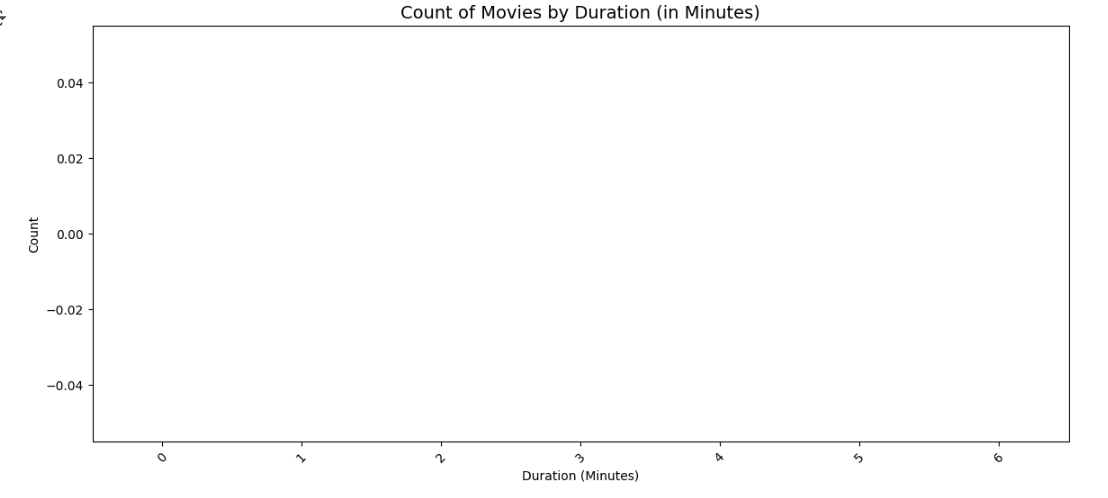 Count of Movies by Duration (in Minutes)
0.04
0.02
0.00
−0.02
−0.04
Count
0 1 2 3 4 5 6
Duration (Minutes)